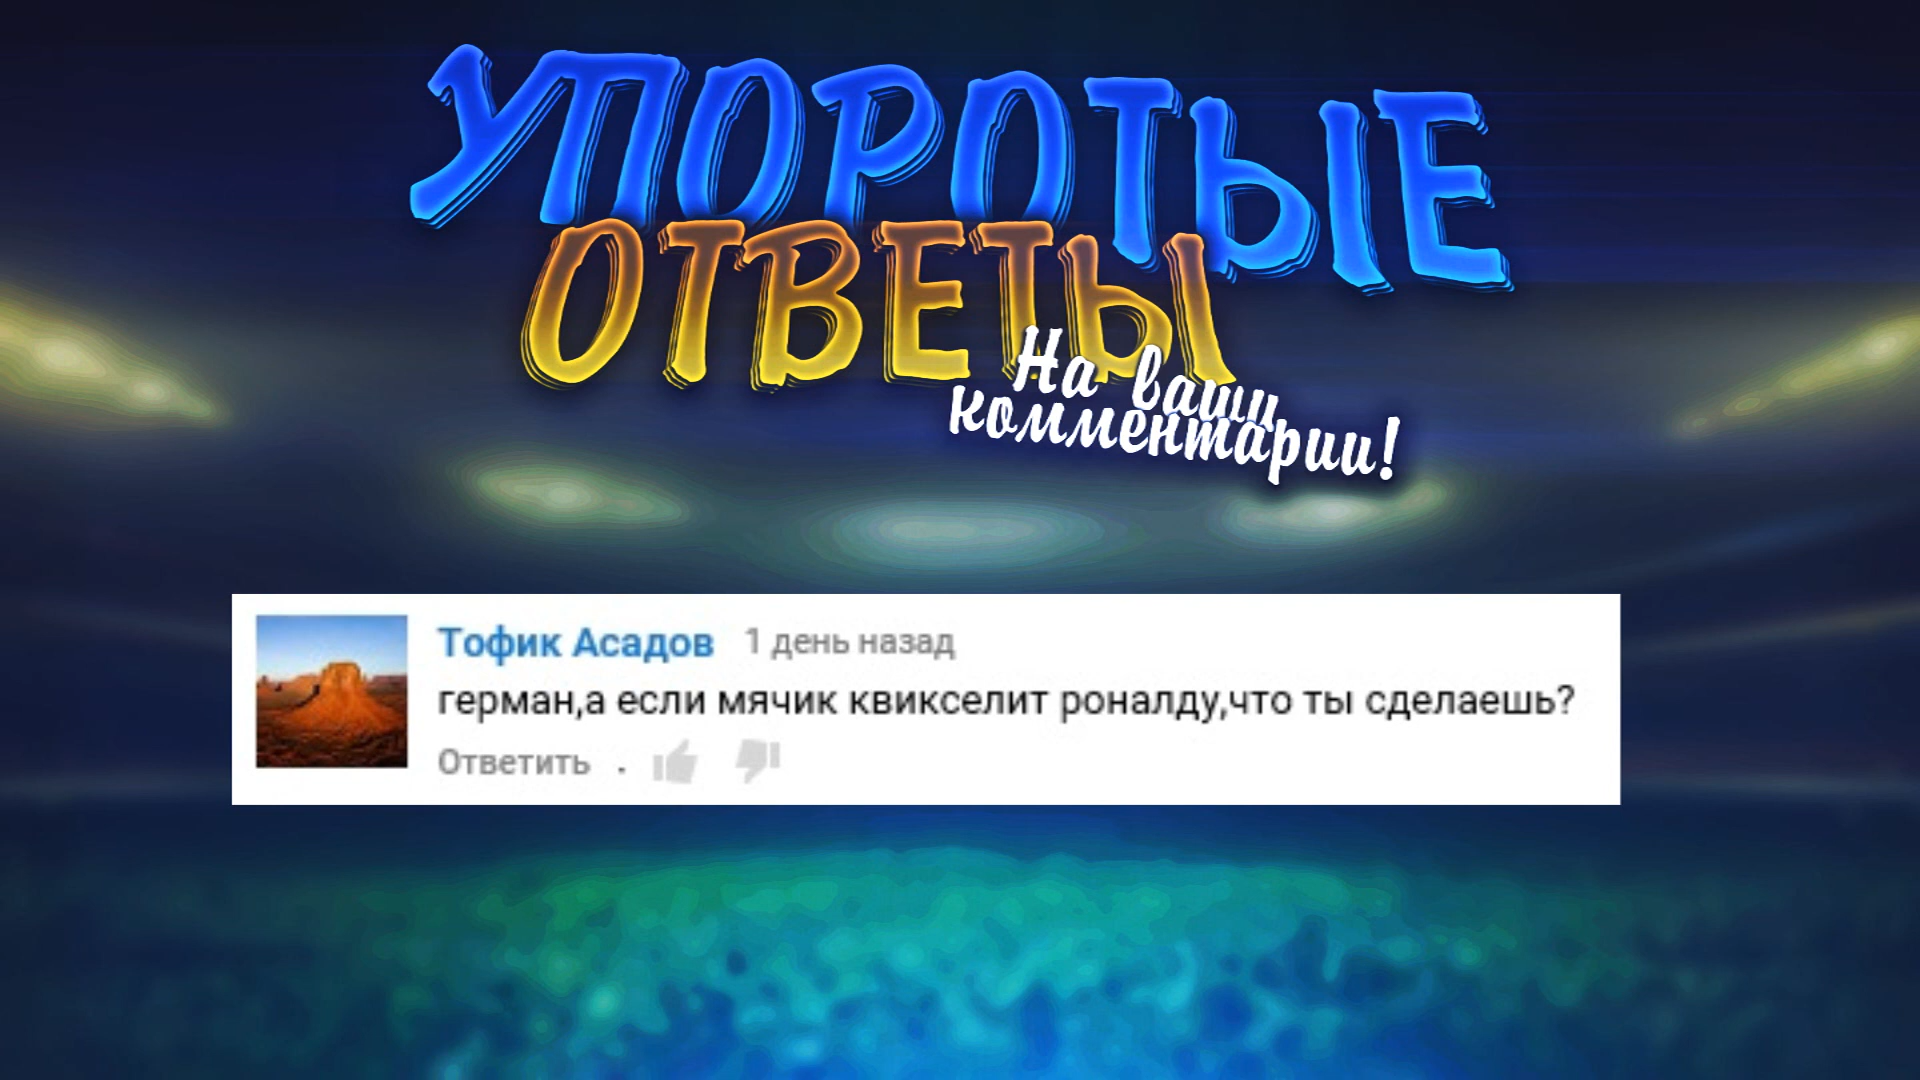 УПОРОТЫЕ
ОТВЕТЫ
На ваши
комментарии!
Тофик Асадов 1 день назад
герман,а если мячик квикселит роналду,что ты сделаешь?
Ответить .